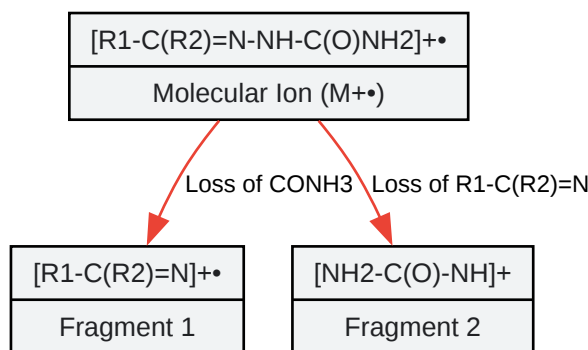 [R1-C(R2)=N-NH-C(O)NH2]+•
Molecular Ion (M+•)
Loss of CONH3
Loss of R1-C(R2)=N
[R1-C(R2)=N]+•
[NH2-C(O)-NH]+
Fragment 1
Fragment 2